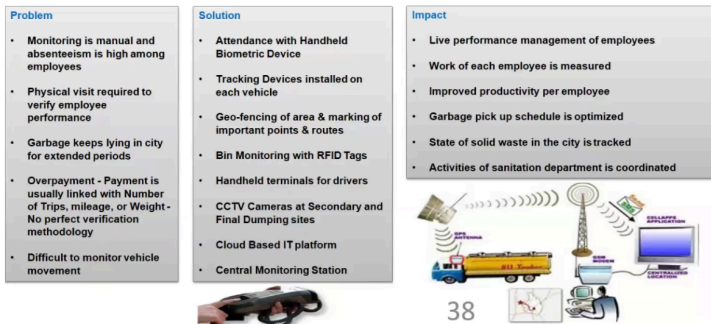 Problem
• Monitoring is manual and
absenteeism is high among
employees
• Physical visit required to
verify employee
performance
• Garbage keeps lying in city
for extended periods
• Overpayment - Payment is
usually linked with Number
of Trips, mileage, or Weight -
No perfect verification
methodology
• Difficult to monitor vehicle
movement
Solution
• Attendance with Handheld
Biometric Device
• Tracking Devices installed on
each vehicle
• Geo-fencing of area & marking of
important points & routes
• Bin Monitoring with RFID Tags
• Handheld terminals for drivers
• CCTV Cameras at Secondary and
Final Dumping sites
• Cloud Based IT platform
• Central Monitoring Station
Impact
• Live performance management of employees
• Work of each employee is measured
• Improved productivity per employee
• Garbage pick up schedule is optimized
• State of solid waste in the city is tracked
• Activities of sanitation department is coordinated
GPS
ANTENNA
SMS
CELLAPPS
APPLICATION
GSM
MODEM
CENTRALIZED
LOCATION
38